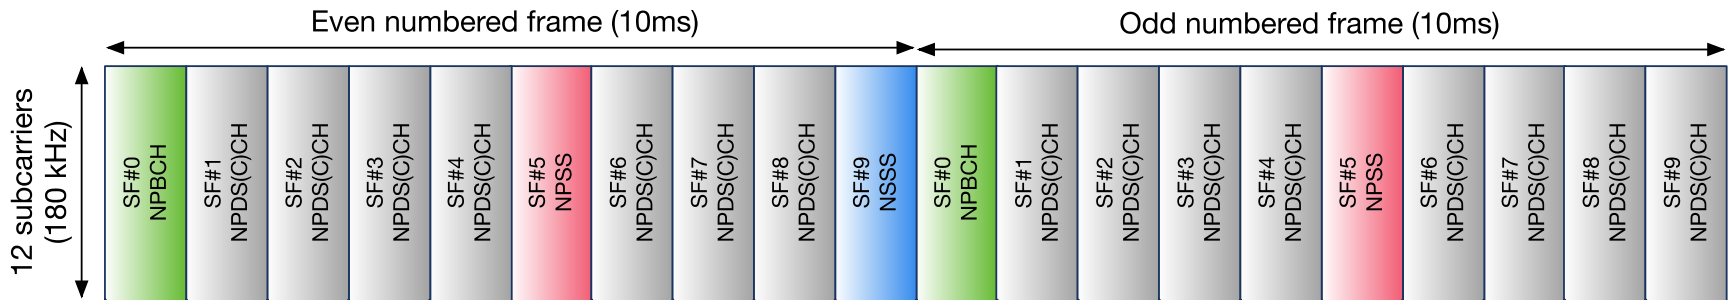 Even numbered frame (10ms)
Odd numbered frame (10ms)
12 subcarriers
(180 kHz)
SF#0
NPBCH
SF#1
NPDS(C)CH
SF#2
NPDS(C)CH
SF#3
NPDS(C)CH
SF#4
NPDS(C)CH
SF#5
NPSS
SF#6
NPDS(C)CH
SF#7
NPDS(C)CH
SF#8
NPDS(C)CH
SF#9
NSSS
SF#0
NPBCH
SF#1
NPDS(C)CH
SF#2
NPDS(C)CH
SF#3
NPDS(C)CH
SF#4
NPDS(C)CH
SF#5
NPSS
SF#6
NPDS(C)CH
SF#7
NPDS(C)CH
SF#8
NPDS(C)CH
SF#9
NPDS(C)CH